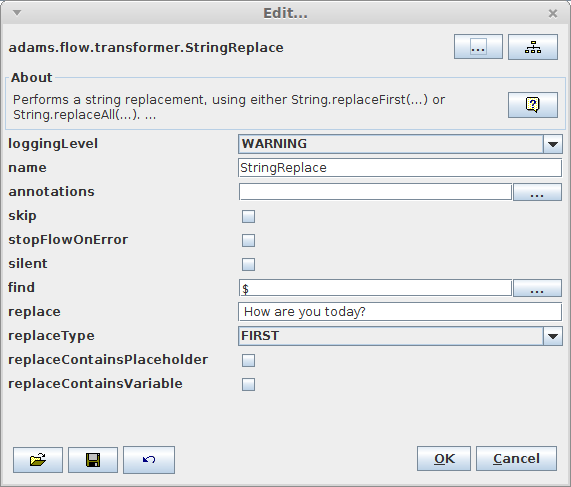 Edit...
adams.flow.transformer.StringReplace
...
About
Performs a string replacement, using either String.replaceFirst(...) or
String.replaceAll(...). ...
?
loggingLevel WARNING
name StringReplace
annotations ...
skip
stopFlowOnError
silent
find $ ...
replace How are you today?
replaceType FIRST
replaceContainsPlaceholder
replaceContainsVariable
OK Cancel